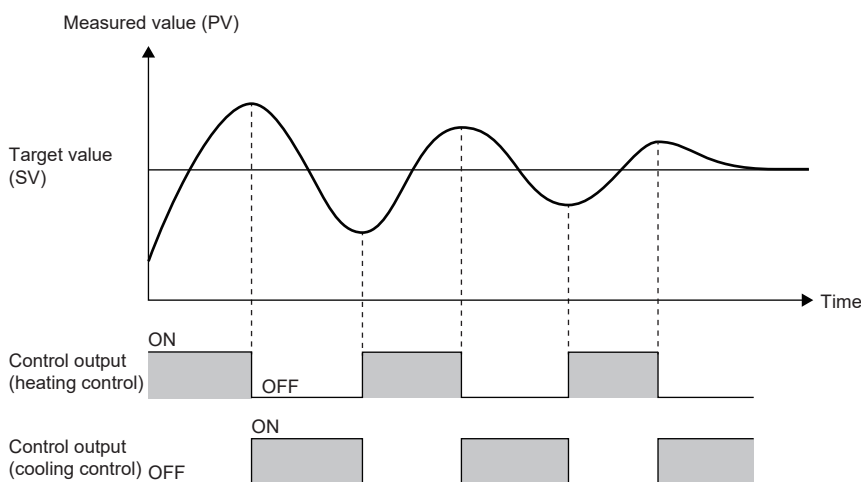 Measured value (PV)
Target value
(SV)
Time
ON
Control output
(heating control)
OFF
ON
Control output
(cooling control)
OFF